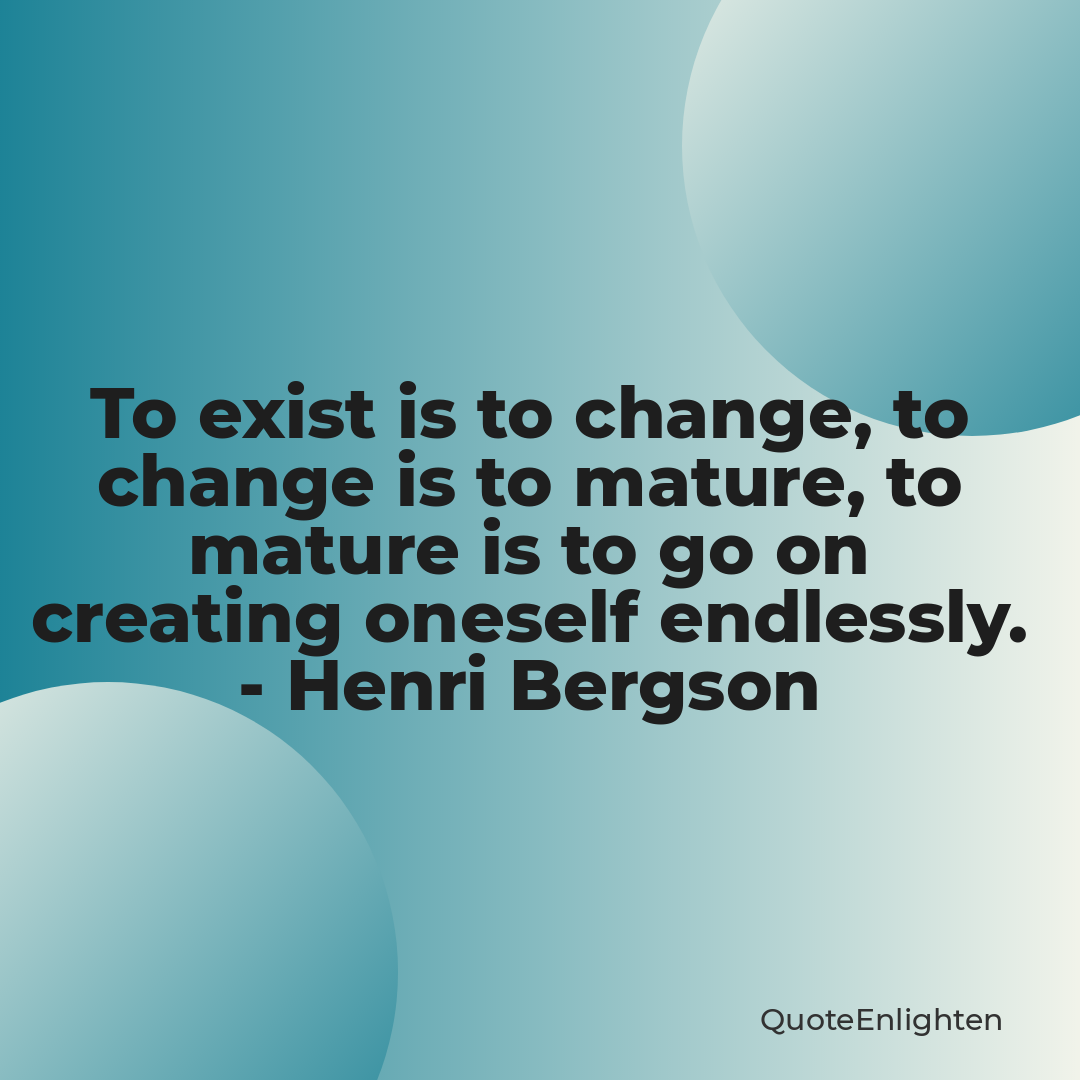 To exist is to change, to
change is to mature, to
mature is to go on
creating oneself endlessly.
- Henri Bergson
QuoteEnlighten